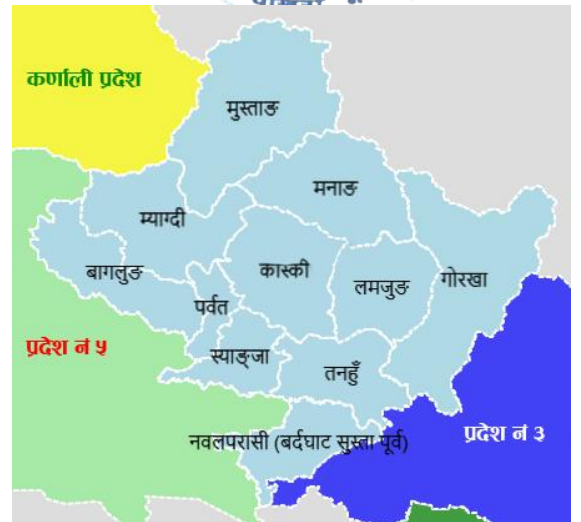 कर्णाली प्रदेश
मुस्ताङ
मनाङ
म्याग्दी
बागलुङ
कास्की
लमजुङ
गोरखा
पर्वत
प्रदेश नं ५
स्याङ्जा
तनहुँ
नवलपरासी (बर्दघाट सुस्ता पूर्व)
प्रदेश नं ३